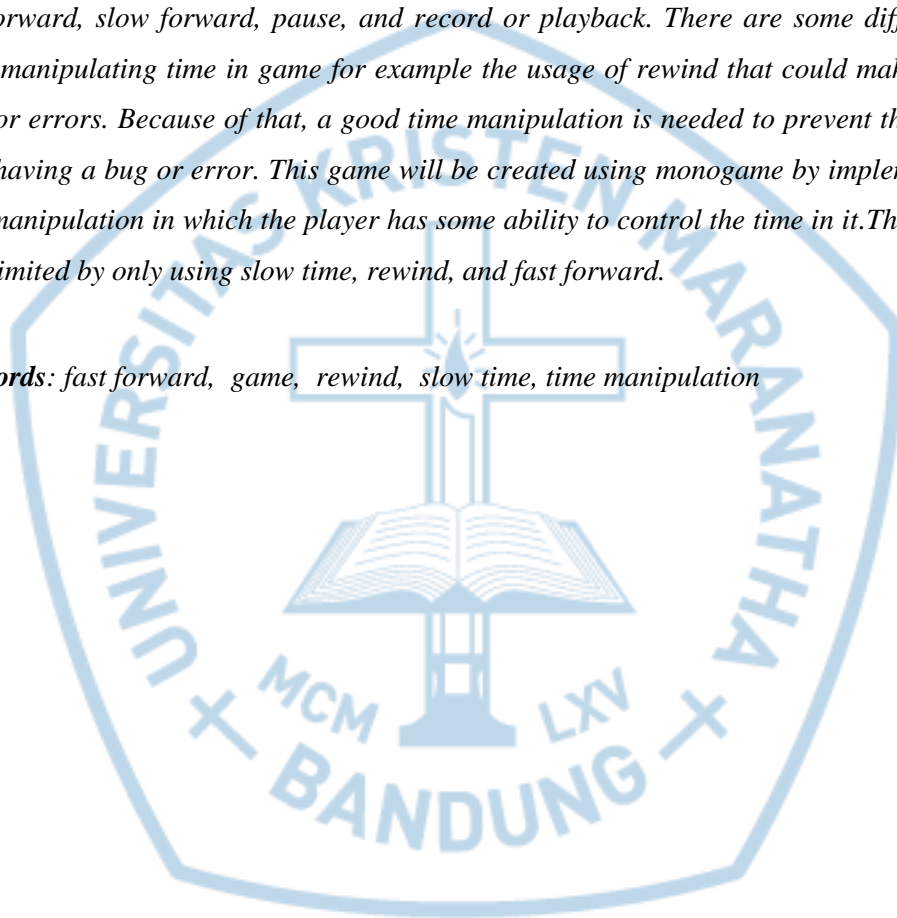 orward, slow forward, pause, and record or playback. There are some diff
manipulating time in game for example the usage of rewind that could mak
or errors. Because of that, a good time manipulation is needed to prevent th
having a bug or error. This game will be created using monogame by imple
manipulation in which the player has some ability to control the time in it.Th
imited by only using slow time, rewind, and fast forward.
ords: fast forward, game, rewind, slow time, time manipulation
UNIVERSITAS KRISTEN MARANATHA
MCM LXV
BANDUNG